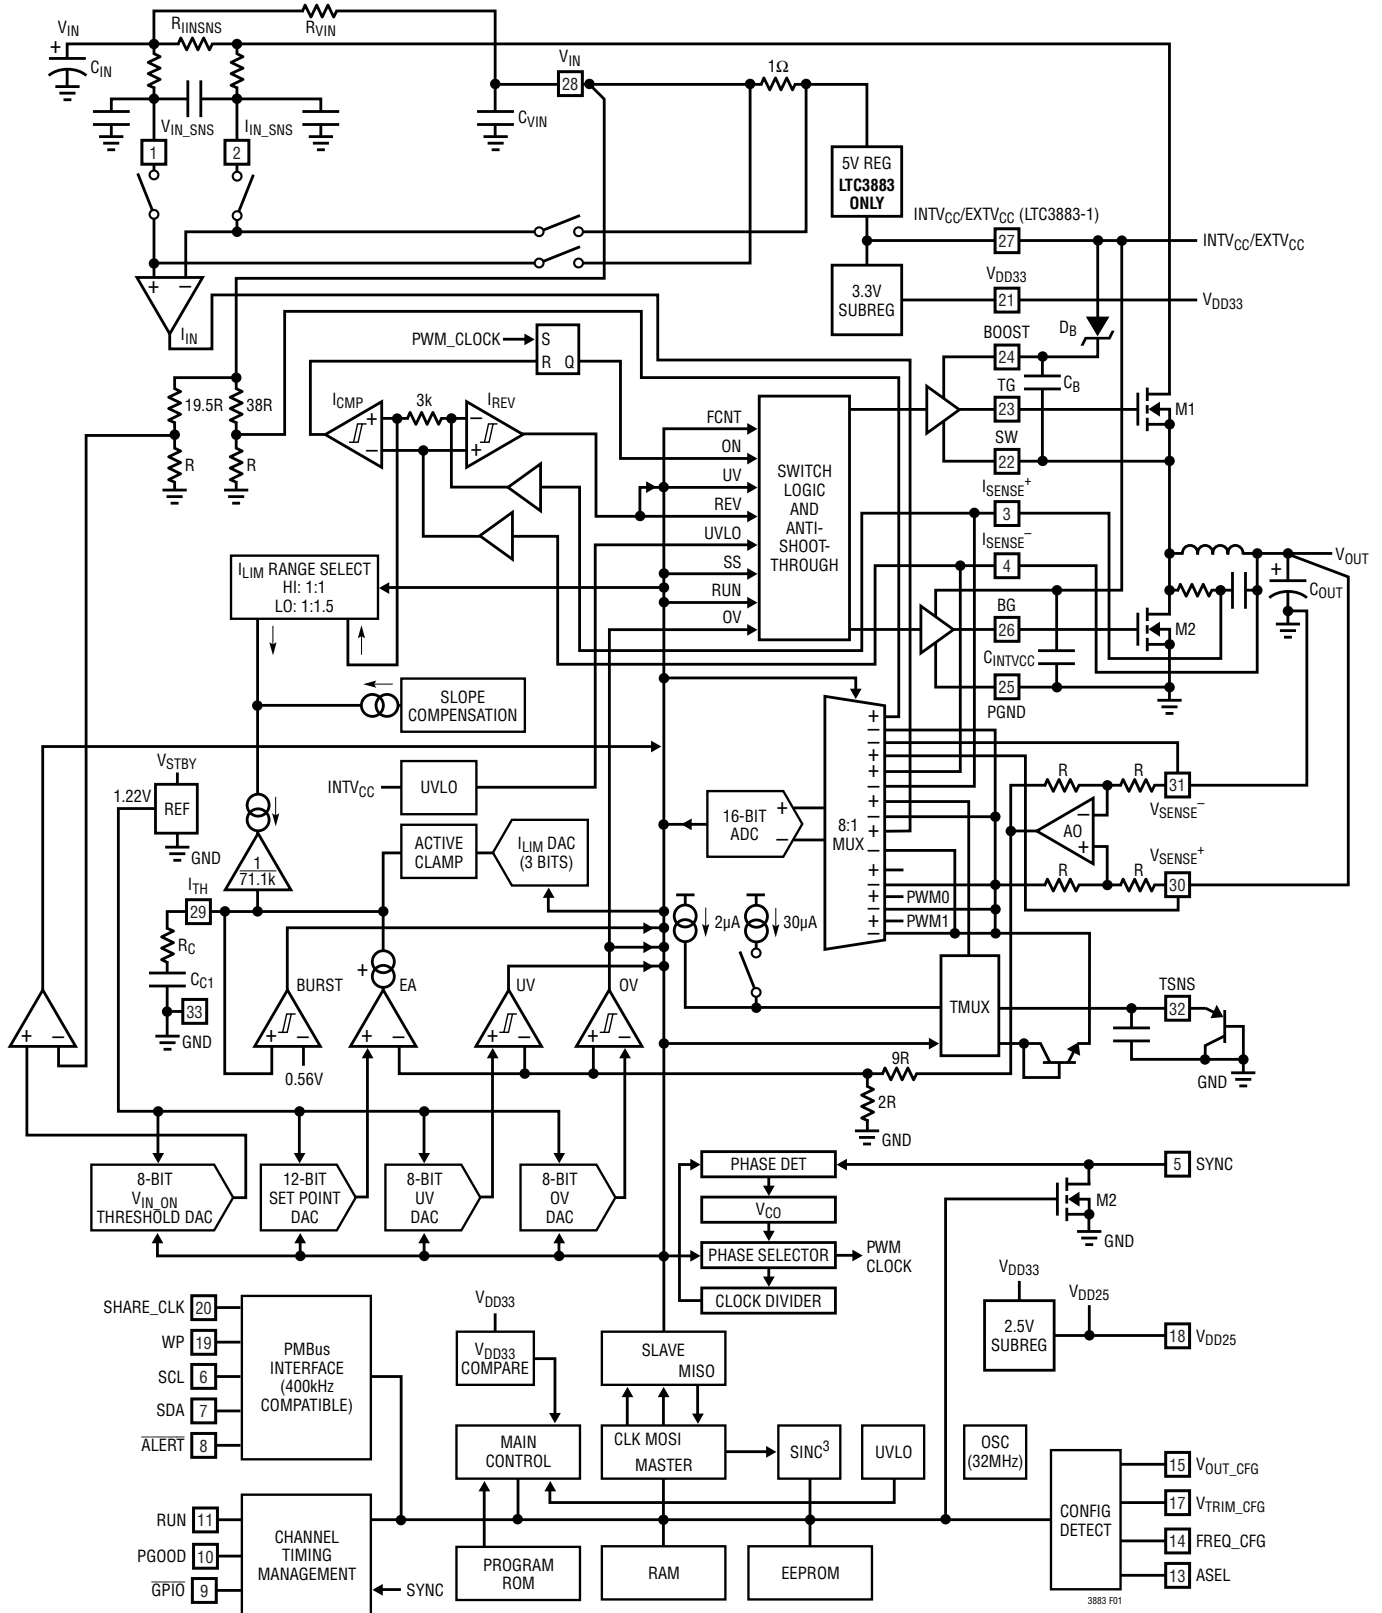 VIN
RIINSNS
RVIN
+
CIN
VIN
28
1Ω
CVIN
VIN_SNS
IIN_SNS
1
2
5V REG
LTC3883
ONLY
INTVCC/EXTVCC (LTC3883-1)
27
INTVCC/EXTVCC
+
–
IIN
3.3V
SUBREG
VDD33
21
VDD33
PWM_CLOCK
S
R
Q
BOOST
24
DB
CB
TG
23
M1
SW
22
19.5R
38R
R
R
ICMP
3k
IREV
+
–
–
+
FCNT
ON
UV
REV
UVLO
SS
RUN
OV
SWITCH
LOGIC
AND
ANTI-
SHOOT-
THROUGH
ISENSE+
3
ISENSE–
4
VOUT
+
COUT
ILIM RANGE SELECT
HI: 1:1
LO: 1:1.5
BG
26
M2
CINTVCC
25
PGND
SLOPE
COMPENSATION
VSTBY
1.22V
REF
GND
INTVCC
UVLO
1
71.1k
ACTIVE
CLAMP
ILIM DAC
(3 BITS)
16-BIT
ADC
+
–
8:1
MUX
+
–
–
+
+
–
+
–
+
–
+
–
+
–
+
–
PWM0
PWM1
R
R
31
VSENSE–
–
AO
+
VSENSE+
R
R
30
ITH
29
RC
CC1
33
GND
2µA
30µA
+
BURST
EA
UV
OV
+
–
+
–
+
–
+
–
+
–
0.56V
TMUX
TSNS
32
GND
9R
2R
GND
8-BIT
VIN_ON
THRESHOLD DAC
12-BIT
SET POINT
DAC
8-BIT
UV
DAC
8-BIT
OV
DAC
PHASE DET
VCO
PHASE SELECTOR
CLOCK DIVIDER
PWM
CLOCK
5
SYNC
M2
GND
SHARE_CLK 20
WP 19
SCL 6
SDA 7
ALERT 8
PMBus
INTERFACE
(400kHz
COMPATIBLE)
VDD33
VDD33
COMPARE
SLAVE
MISO
VDD33
2.5V
SUBREG
VDD25
18 VDD25
MAIN
CONTROL
CLK MOSI
MASTER
SINC3
UVLO
OSC
(32MHz)
RUN 11
PGOOD 10
GPIO 9
CHANNEL
TIMING
MANAGEMENT
SYNC
PROGRAM
ROM
RAM
EEPROM
CONFIG
DETECT
15 VOUT_CFG
17 VTRIM_CFG
14 FREQ_CFG
13 ASEL
3883 F01